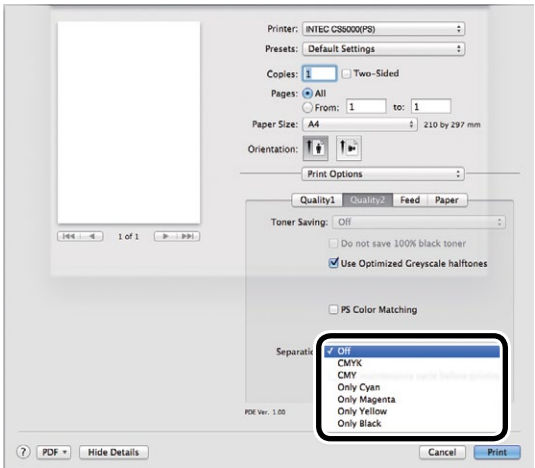 Printer: INTEC CS5000(PS)
Presets: Default Settings
Copies: 1 Two-Sided
Pages: All
From: 1 to: 1
Paper Size: A4 210 by 297 mm
Orientation:
Print Options
Quality1 Quality2 Feed Paper
Toner Saving: Off
Do not save 100% black toner
1 of 1
Use Optimized Greyscale halftones
PS Color Matching
Separatio ✓ Off
CMYK
CMY
Only Cyan
Only Magenta
Only Yellow
Only Black
PDE Ver. 1.00
? PDF Hide Details Cancel Print